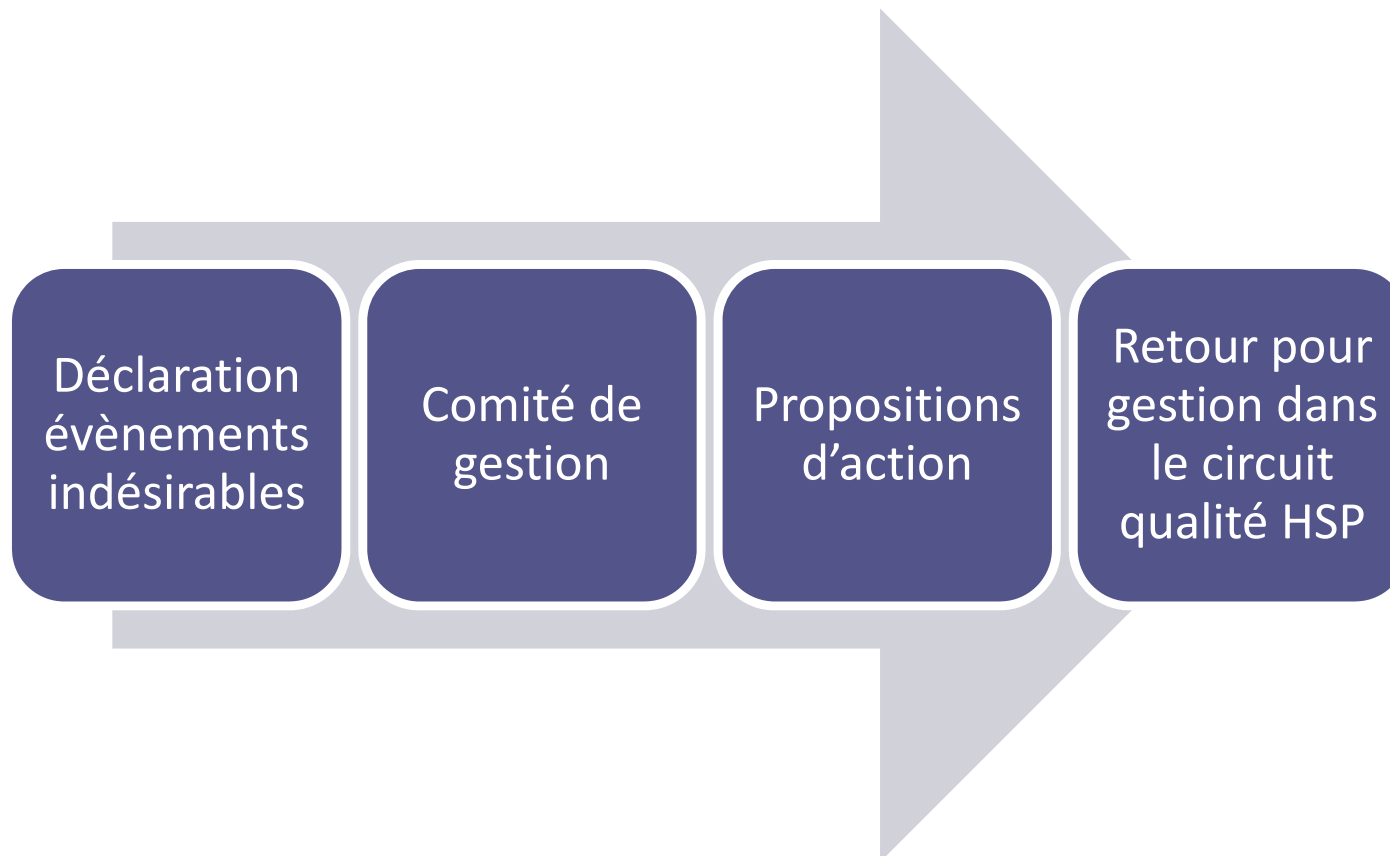 Déclaration
évènements
indésirables
Comité de
gestion
Propositions
d’action
Retour pour
gestion dans
le circuit
qualité HSP